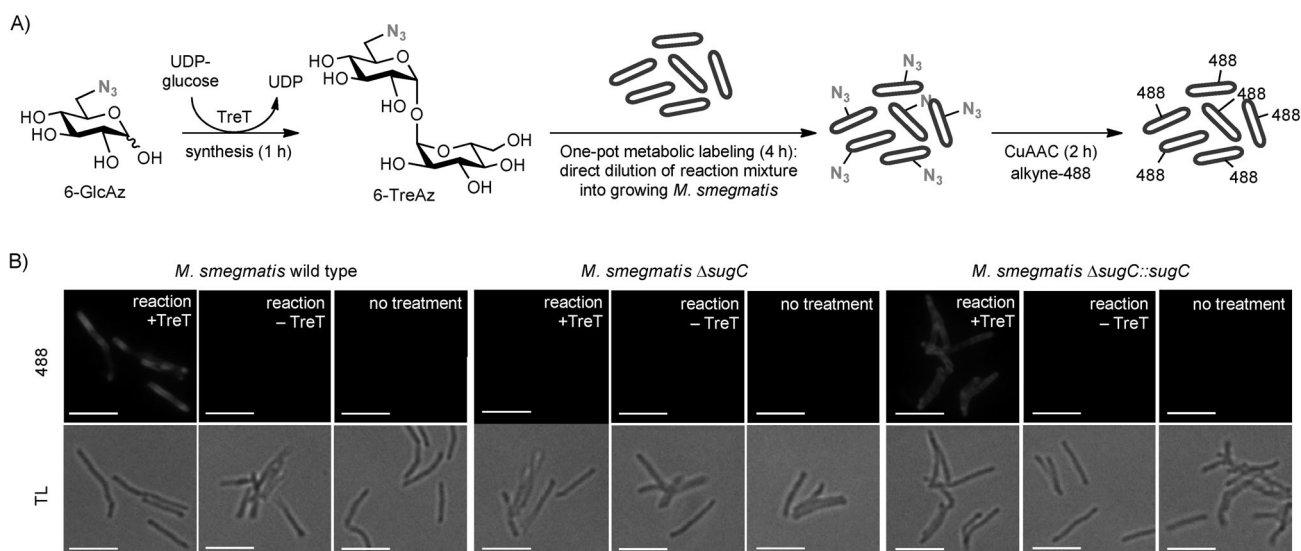 A)
UDP-
glucose
UDP
TreT
synthesis (1 h)
N3
O
HO
HO
HO
OH
6-GlcAz
N3
O
HO
HO
HO
O
HO
O
OH
HO
OH
OH
6-TreAz
One-pot metabolic labeling (4 h):
direct dilution of reaction mixture
into growing M. smegmatis
N3
N3
N
N3
N3
N3
CuAAC (2 h)
alkyne-488
488
488
488
488
488
488
B)
M. smegmatis wild type
M. smegmatis ΔsugC
M. smegmatis ΔsugC::sugC
488
reaction
+TreT
reaction
– TreT
no treatment
reaction
+TreT
reaction
– TreT
no treatment
reaction
+TreT
reaction
– TreT
no treatment
TL